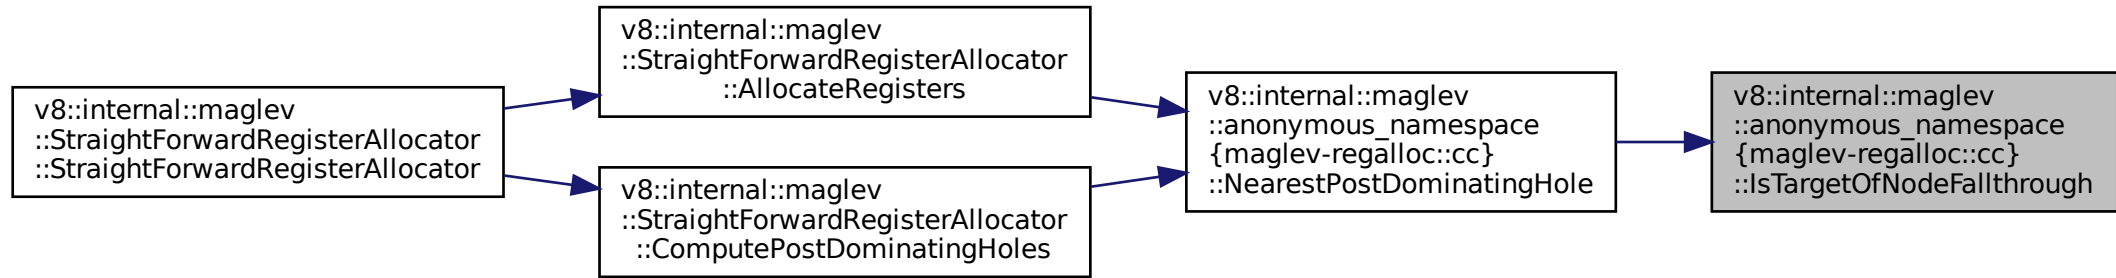 v8::internal::maglev
::StraightForwardRegisterAllocator
::StraightForwardRegisterAllocator
v8::internal::maglev
::StraightForwardRegisterAllocator
::AllocateRegisters
v8::internal::maglev
::StraightForwardRegisterAllocator
::ComputePostDominatingHoles
v8::internal::maglev
::anonymous_namespace
{maglev-regalloc::cc}
::NearestPostDominatingHole
v8::internal::maglev
::anonymous_namespace
{maglev-regalloc::cc}
::IsTargetOfNodeFallthrough